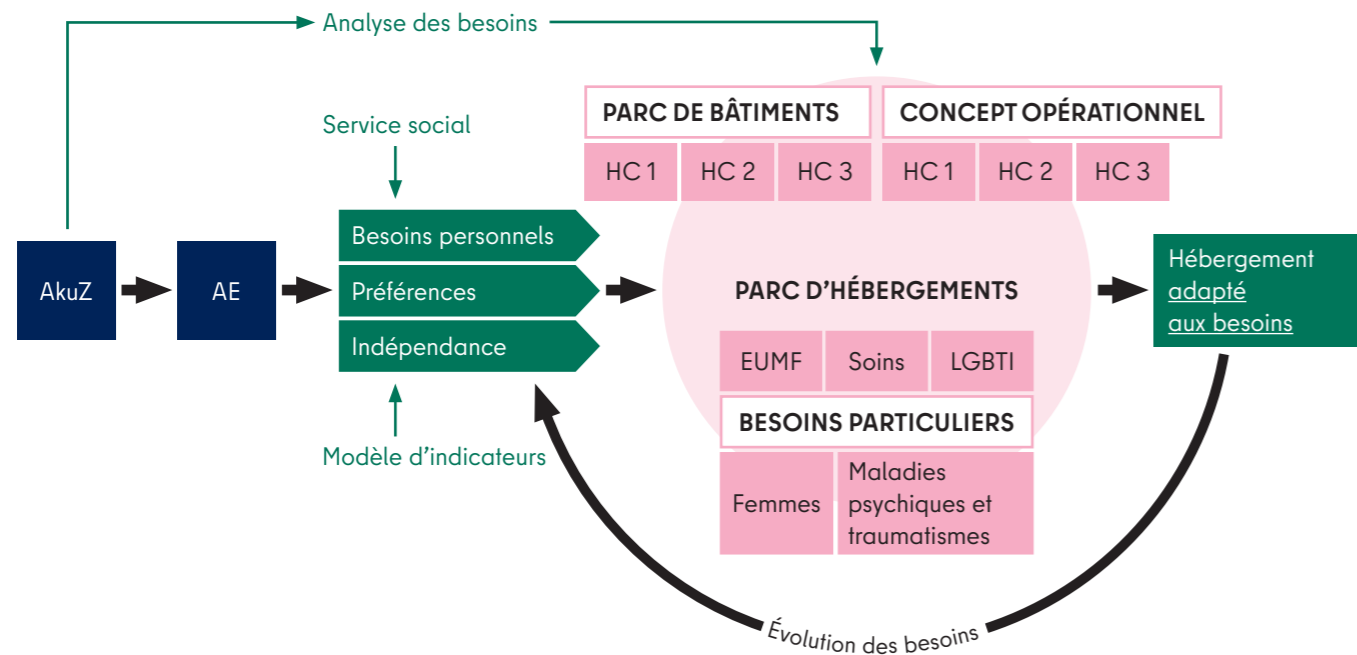 Analyse des besoins
Service social
PARC DE BÂTIMENTS
CONCEPT OPÉRATIONNEL
HC 1
HC 2
HC 3
HC 1
HC 2
HC 3
AkuZ
AE
Besoins personnels
Préférences
Indépendance
PARC D’HÉBERGEMENTS
Hébergement
adapté
aux besoins
EUMF
Soins
LGBTI
BESOINS PARTICULIERS
Modèle d’indicateurs
Femmes
Maladies
psychiques et
traumatismes
Évolution des besoins